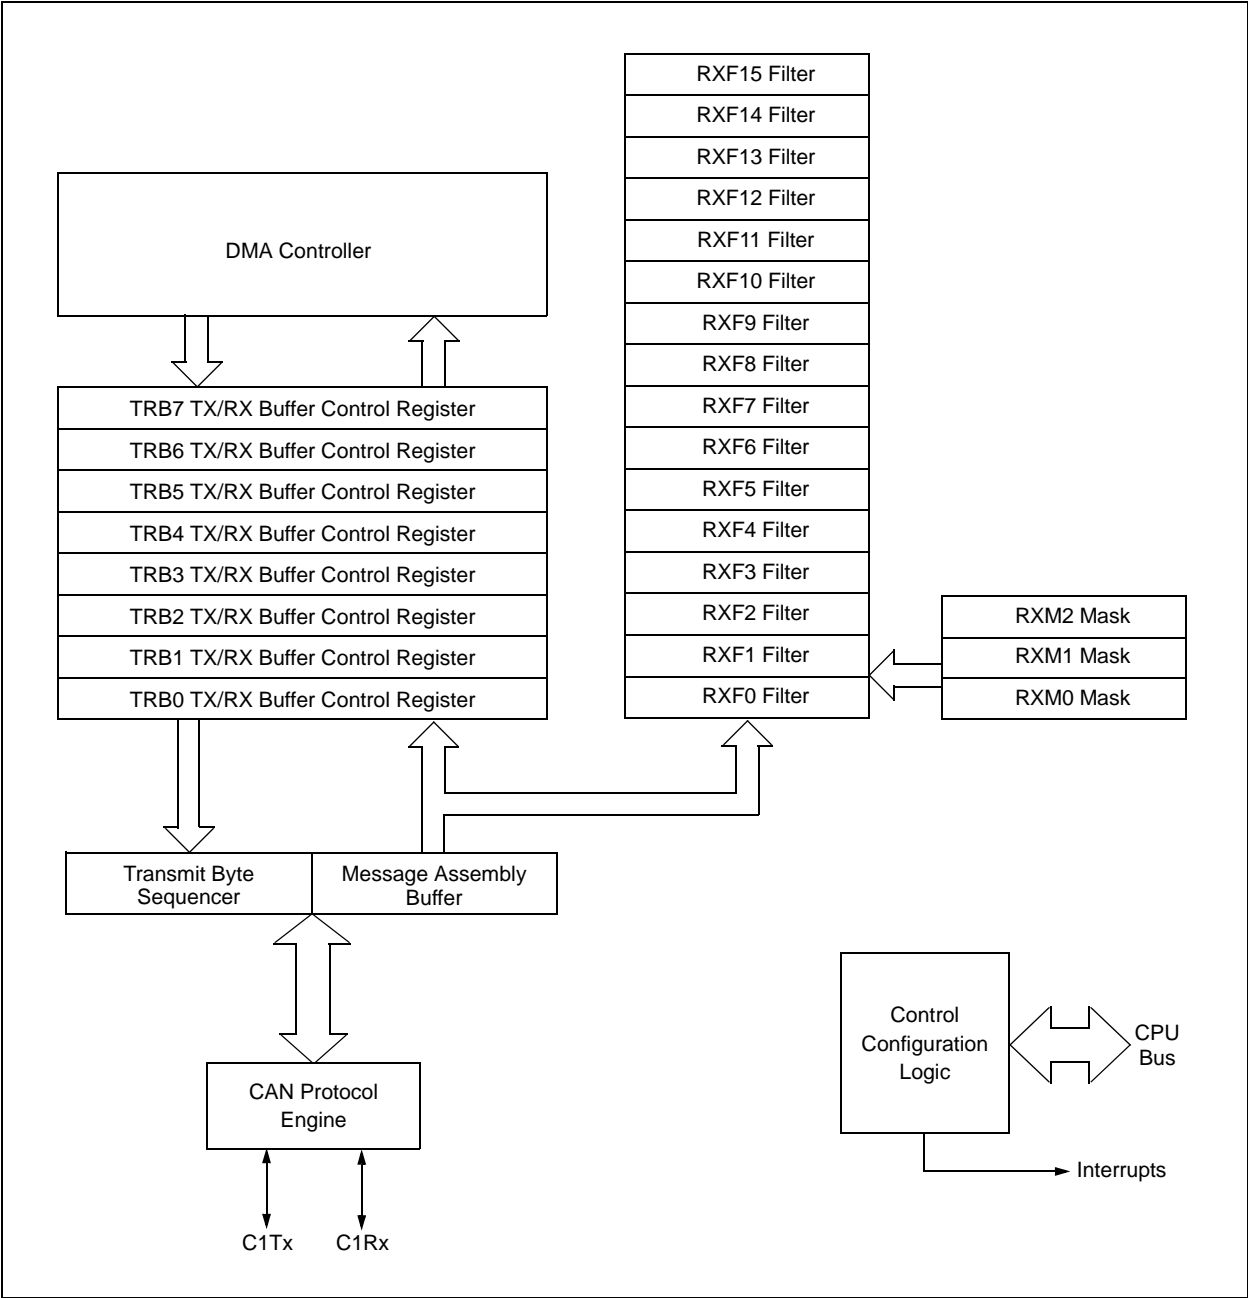 DMA Controller
TRB7 TX/RX Buffer Control Register
TRB6 TX/RX Buffer Control Register
TRB5 TX/RX Buffer Control Register
TRB4 TX/RX Buffer Control Register
TRB3 TX/RX Buffer Control Register
TRB2 TX/RX Buffer Control Register
TRB1 TX/RX Buffer Control Register
TRB0 TX/RX Buffer Control Register
RXF15 Filter
RXF14 Filter
RXF13 Filter
RXF12 Filter
RXF11 Filter
RXF10 Filter
RXF9 Filter
RXF8 Filter
RXF7 Filter
RXF6 Filter
RXF5 Filter
RXF4 Filter
RXF3 Filter
RXF2 Filter
RXF1 Filter
RXF0 Filter
RXM2 Mask
RXM1 Mask
RXM0 Mask
Transmit Byte
Sequencer
Message Assembly
Buffer
CAN Protocol
Engine
C1Tx
C1Rx
Control
Configuration
Logic
CPU
Bus
Interrupts